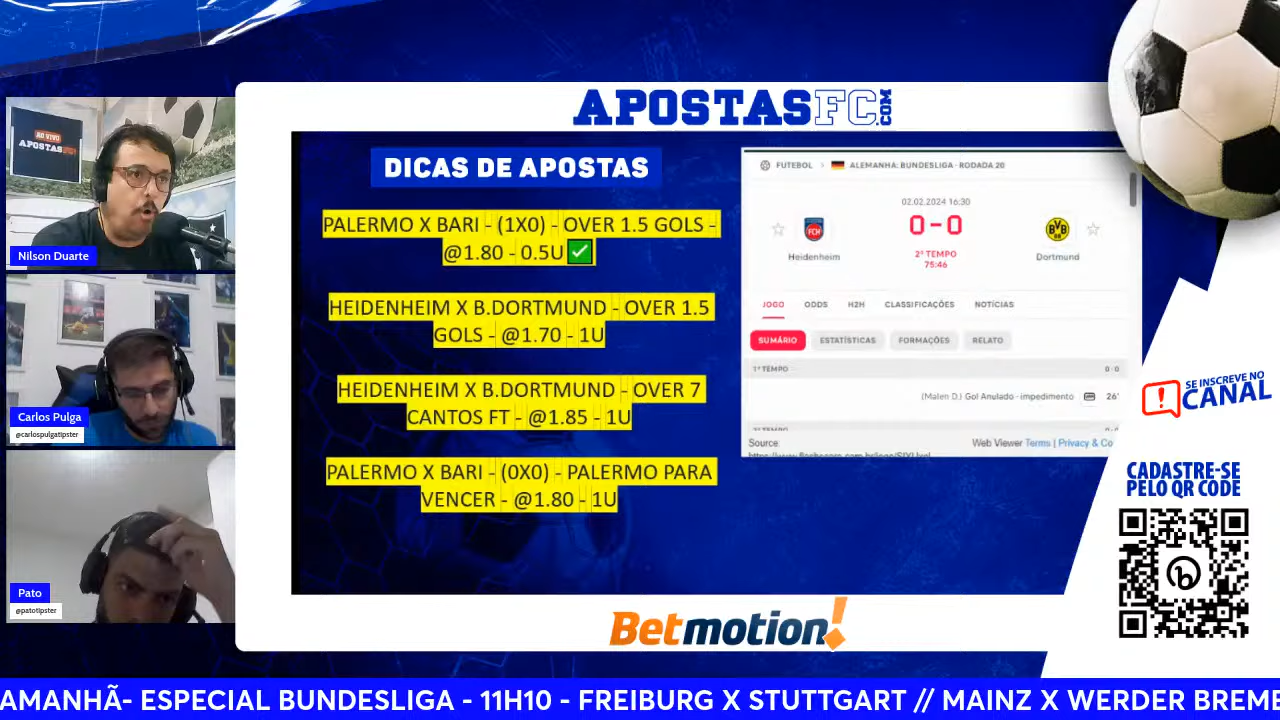 APOSTASFC.COM
AO VIVO
APOSTASFC
Nilson Duarte
Carlos Pulga
@carlospulgatipster
Pato
@patotipster
DICAS DE APOSTAS
PALERMO X BARI - (1X0) - OVER 1.5 GOLS -
@1.80 - 0.5U ✅
HEIDENHEIM X B.DORTMUND - OVER 1.5
GOLS - @1.70 - 1U
HEIDENHEIM X B.DORTMUND - OVER 7
CANTOS FT - @1.85 - 1U
PALERMO X BARI - (0X0) - PALERMO PARA
VENCER - @1.80 - 1U
FUTEBOL > ALEMANHA: BUNDESLIGA - RODADA 20
02.02.2024 16:30
FCH
0-0
BVB
09
Heidenheim
2º TEMPO
75:46
Dortmund
JOGO ODDS H2H CLASSIFICAÇÕES NOTÍCIAS
SUMÁRIO ESTATÍSTICAS FORMAÇÕES RELATO
1º TEMPO 0-0
(Malen D.) Gol Anulado - impedimento 26'
Source:
Web Viewer Terms | Privacy & Co
SE INSCREVE NO
CANAL
CADASTRE-SE
PELO QR CODE
Betmotion!
AMANHÃ- ESPECIAL BUNDESLIGA - 11H10 - FREIBURG X STUTTGART // MAINZ X WERDER BREME